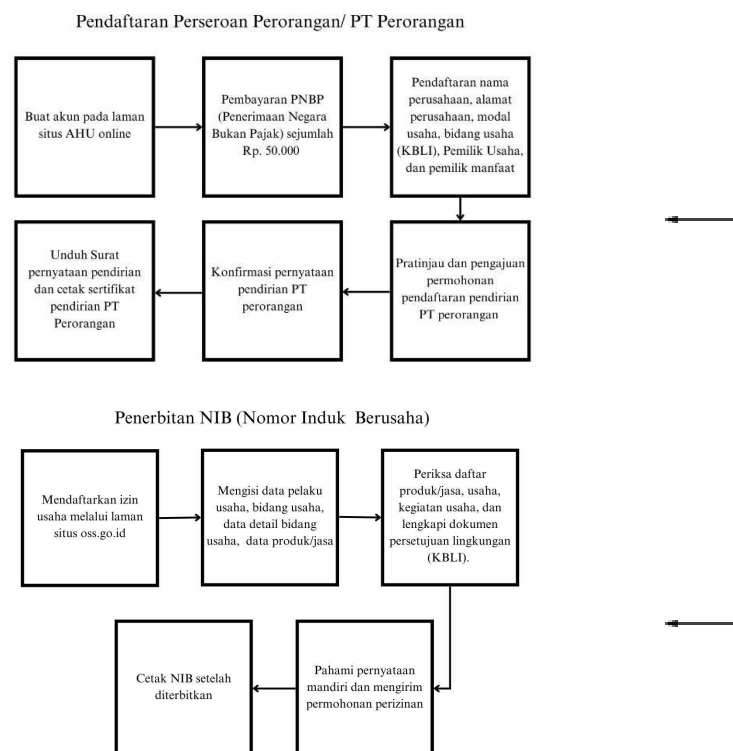 Pendaftaran Perseroan Perorangan/ PT Perorangan
Buat akun pada laman
situs AHU online
Pembayaran PNBP
(Penerimaan Negara
Bukan Pajak) sejumlah
Rp. 50.000
Pendaftaran nama
perusahaan, alamat
perusahaan, modal
usaha, bidang usaha
(KBLI), Pemilik Usaha,
dan pemilik manfaat
Pratinjau dan pengajuan
permohonan
pendaftaran pendirian
PT perorangan
Konfirmasi pernyataan
pendirian PT
perorangan
Unduh Surat
pernyataan pendirian
dan cetak sertifikat
pendirian PT
Perorangan
Penerbitan NIB (Nomor Induk Berusaha)
Mendaftarkan izin
usaha melalui laman
situs oss.go.id
Mengisi data pelaku
usaha, bidang usaha,
data detail bidang
usaha, data produk/jasa
Periksa daftar
produk/jasa, usaha,
kegiatan usaha, dan
lengkapi dokumen
persetujuan lingkungan
(KBLI).
Pahami pernyataan
mandiri dan mengirim
permohonan perizinan
Cetak NIB setelah
diterbitkan